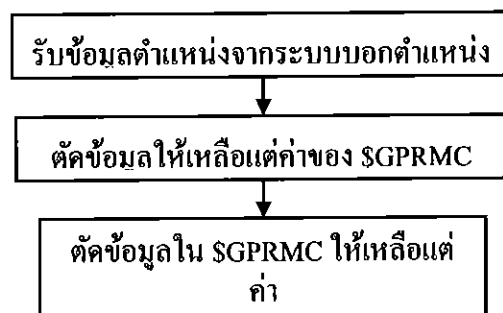 รับข้อมูลตำแหน่งจากระบบบอกตำแหน่ง
ตัดข้อมูลให้เหลือแต่ค่าของ $GPRMC
ตัดข้อมูลใน $GPRMC ให้เหลือแต่
ค่า